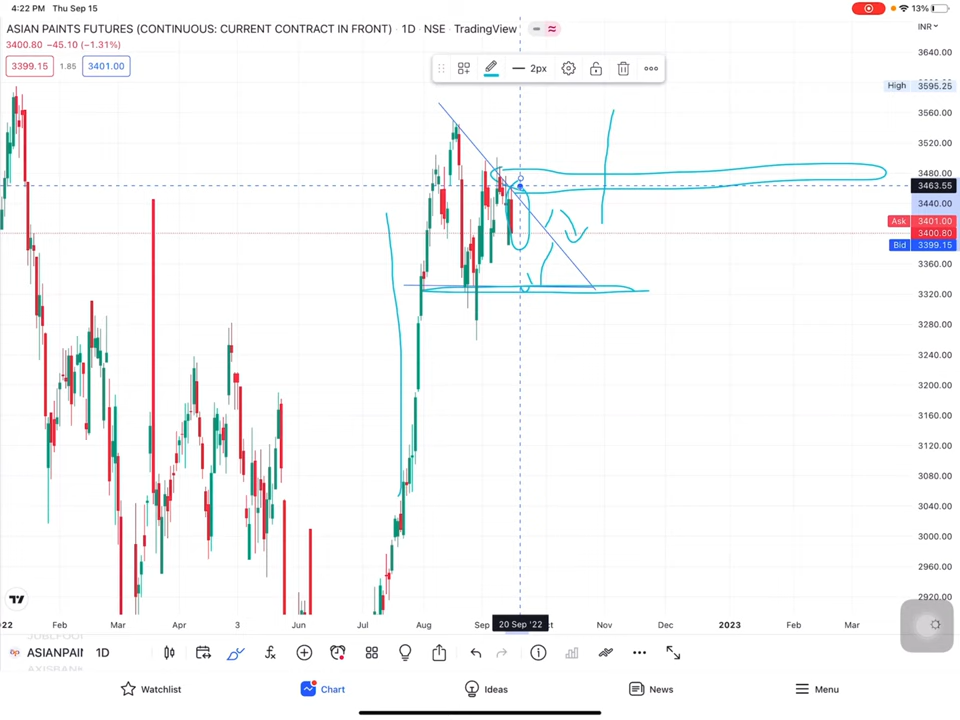 4:22 PM Thu Sep 15
13%
ASIAN PAINTS FUTURES (CONTINUOUS: CURRENT CONTRACT IN FRONT) · 1D · NSE · TradingView
INR
3400.80 −45.10 (−1.31%)
3399.15 1.85 3401.00
2px
3640.00
High 3595.25
3560.00
3520.00
3480.00
3463.55
3440.00
Ask 3401.00
3400.80
Bid 3399.15
3360.00
3320.00
3280.00
3240.00
3200.00
3160.00
3120.00
3080.00
3040.00
3000.00
2960.00
2920.00
22 Feb Mar Apr 3 Jun Jul Aug Sep 20 Sep '22 Nov Dec 2023 Feb Mar
ASIANPAIN 1D
AXISBANK
Watchlist Chart Ideas News Menu